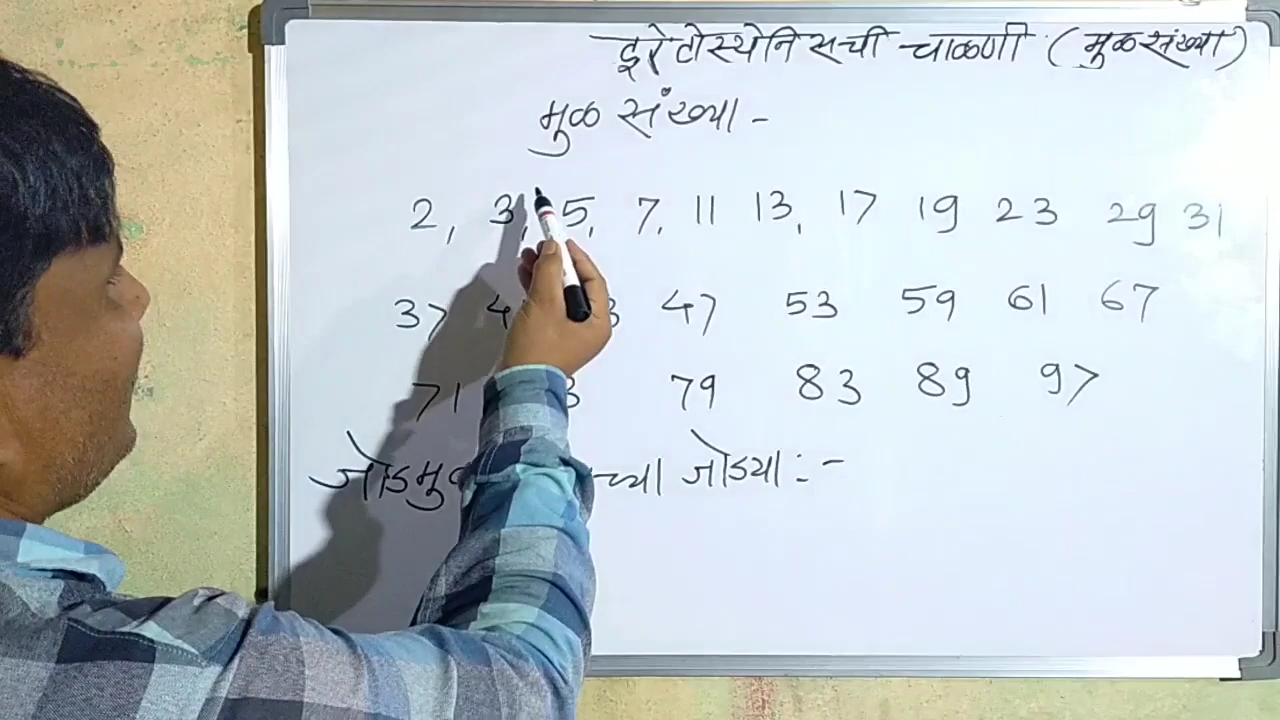 इरेटोस्थेनिसची चाळणी (मुळसंख्या)
मुळ संख्या -
2, 3, 5, 7, 11 13, 17 19 23 29 31
37 47 53 59 61 67
71 79 83 89 97
च्या जोड्या :-